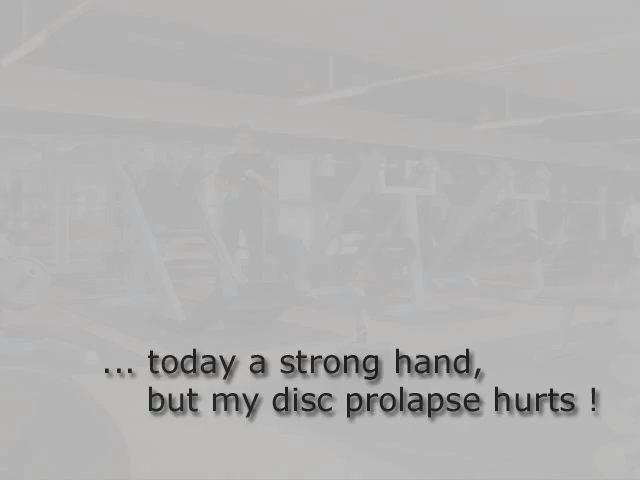 ... today a strong hand,
but my disc prolapse hurts !